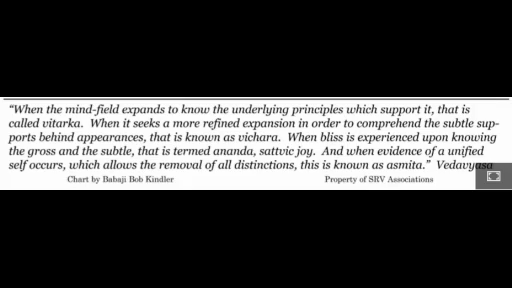 “When the mind-field expands to know the underlying principles which support it, that is
called vitarka. When it seeks a more refined expansion in order to comprehend the subtle sup-
ports behind appearances, that is known as vichara. When bliss is experienced upon knowing
the gross and the subtle, that is termed ananda, sattvic joy. And when evidence of a unified
self occurs, which allows the removal of all distinctions, this is known as asmita.” Vedavyasa
Chart by Babaji Bob Kindler Property of SRV Associations